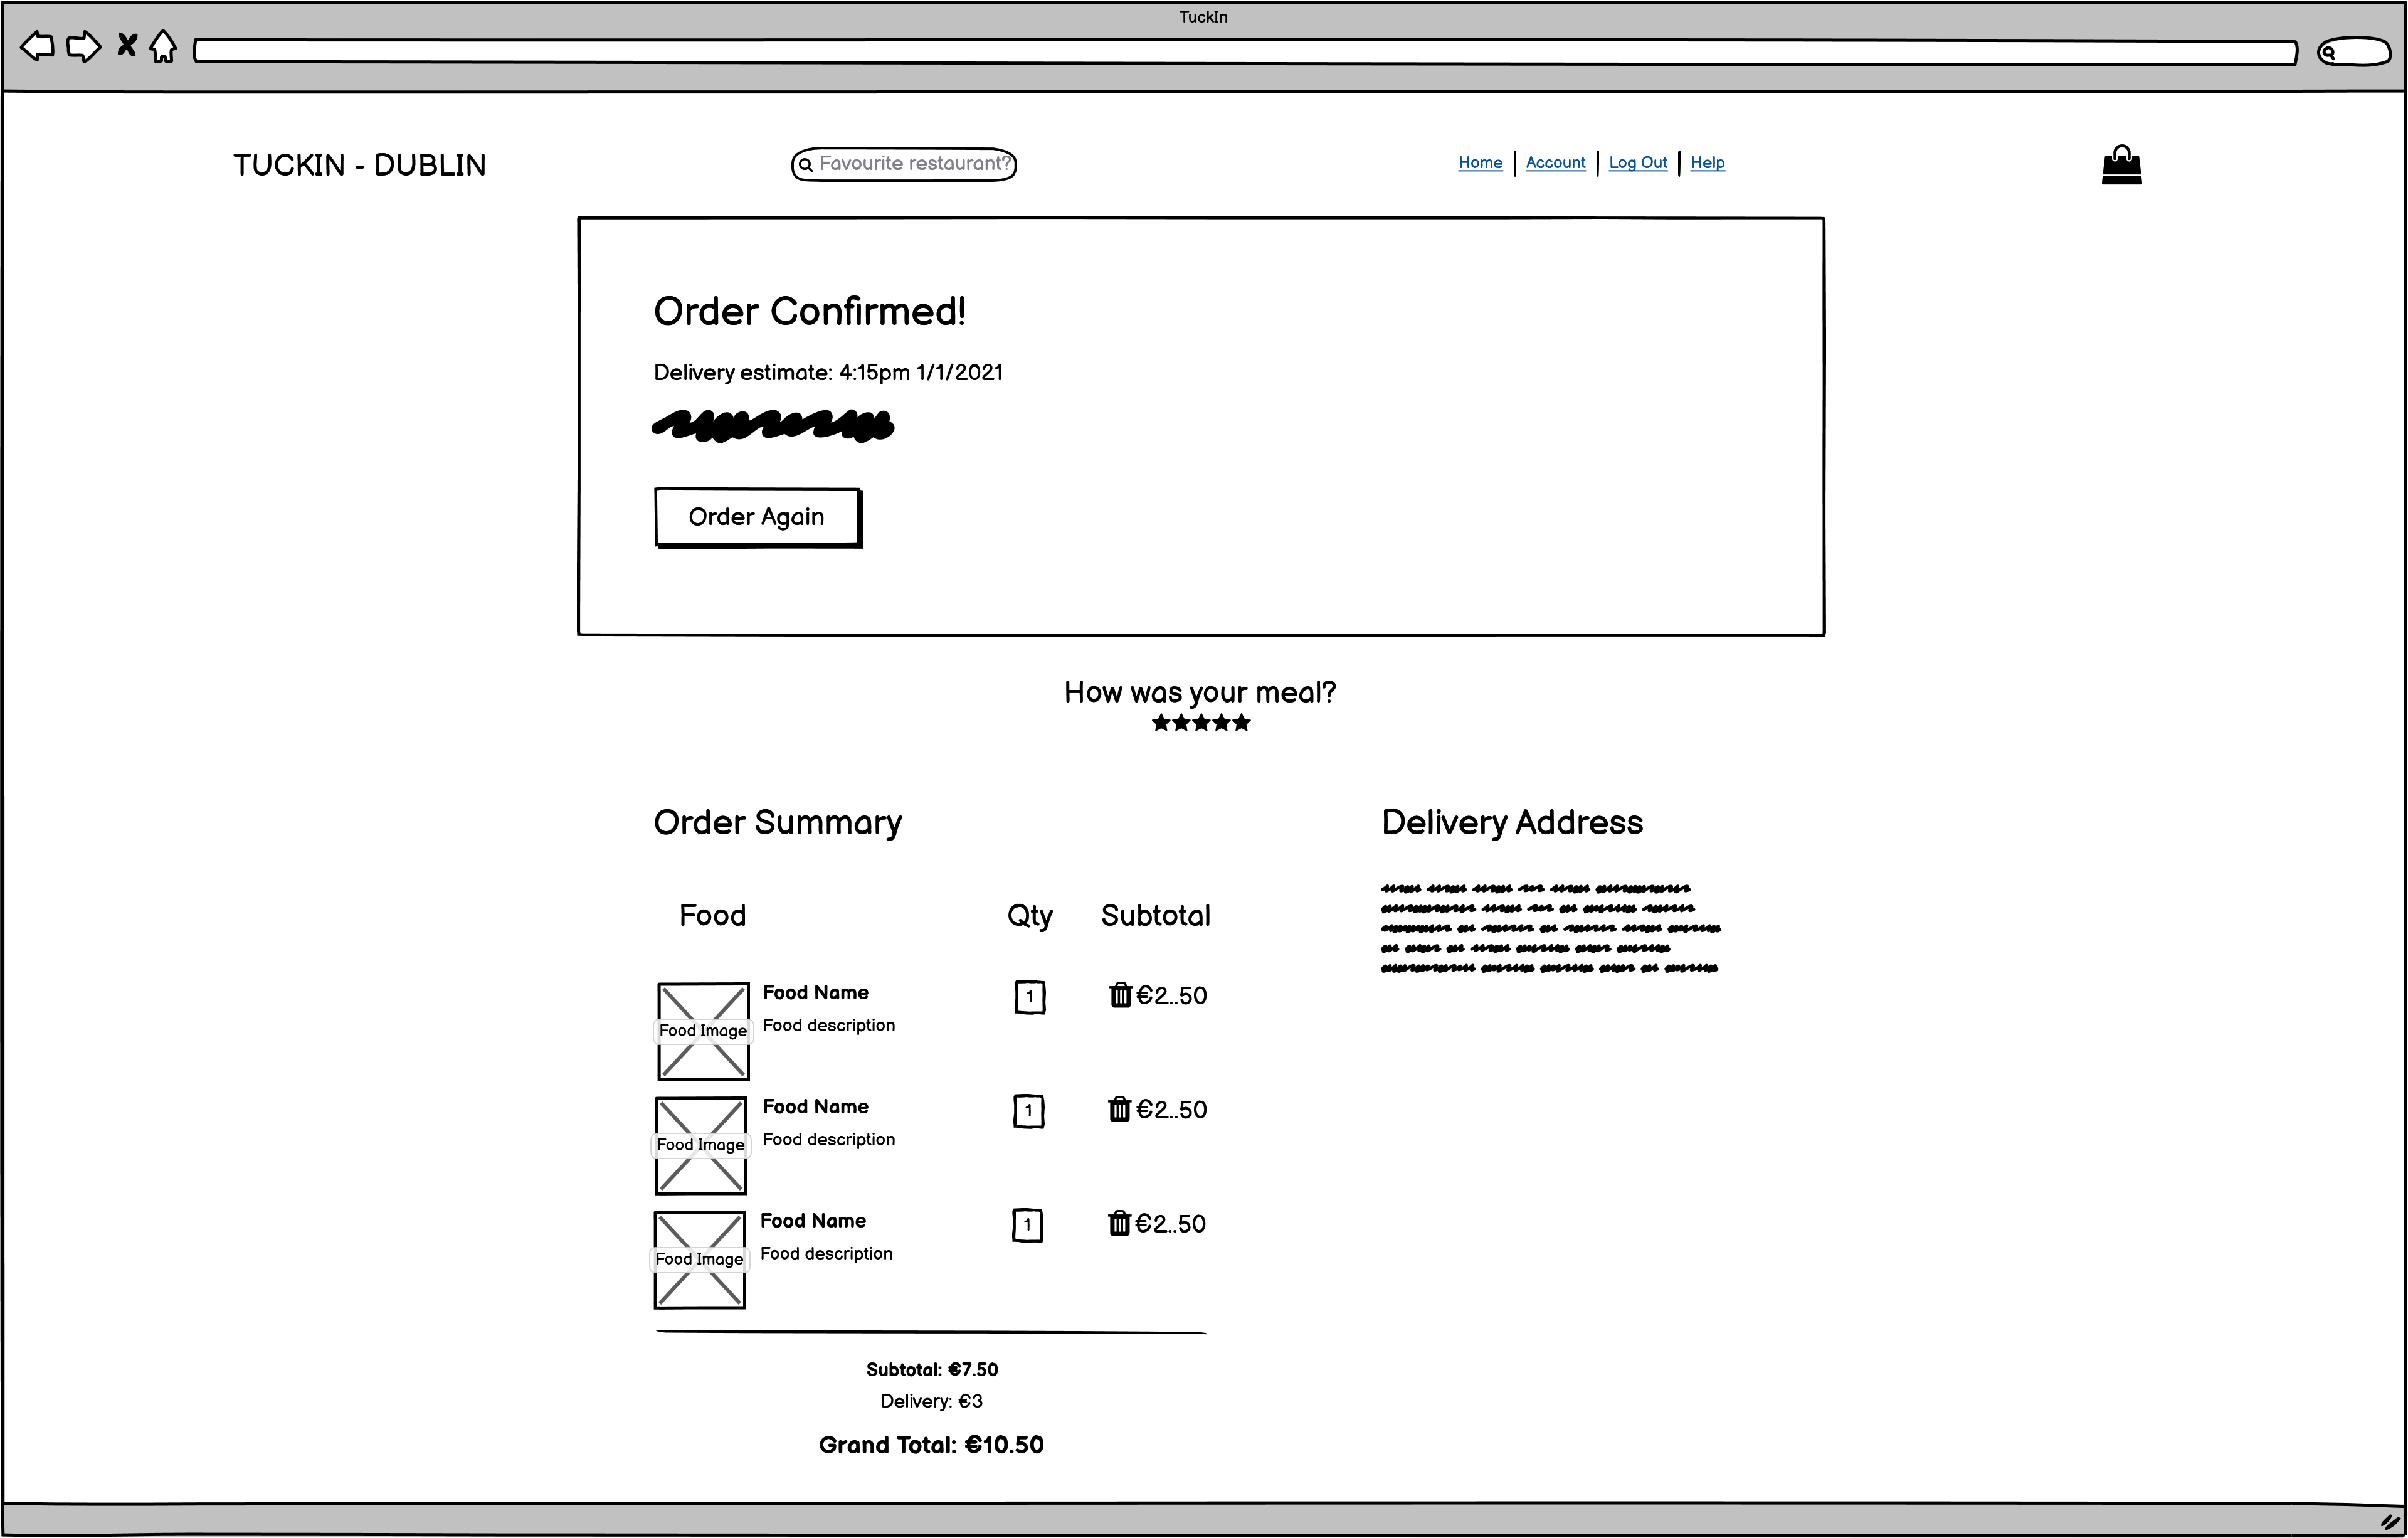 TuckIn
TUCKIN - DUBLIN
Favourite restaurant?
Home | Account | Log Out | Help
Order Confirmed!
Delivery estimate: 4:15pm 1/1/2021
Order Again
How was your meal?
Order Summary
Delivery Address
Food Qty Subtotal
Food Image
Food Name
Food description
1
€2..50
Food Image
Food Name
Food description
1
€2..50
Food Image
Food Name
Food description
1
€2..50
Subtotal: €7.50
Delivery: €3
Grand Total: €10.50